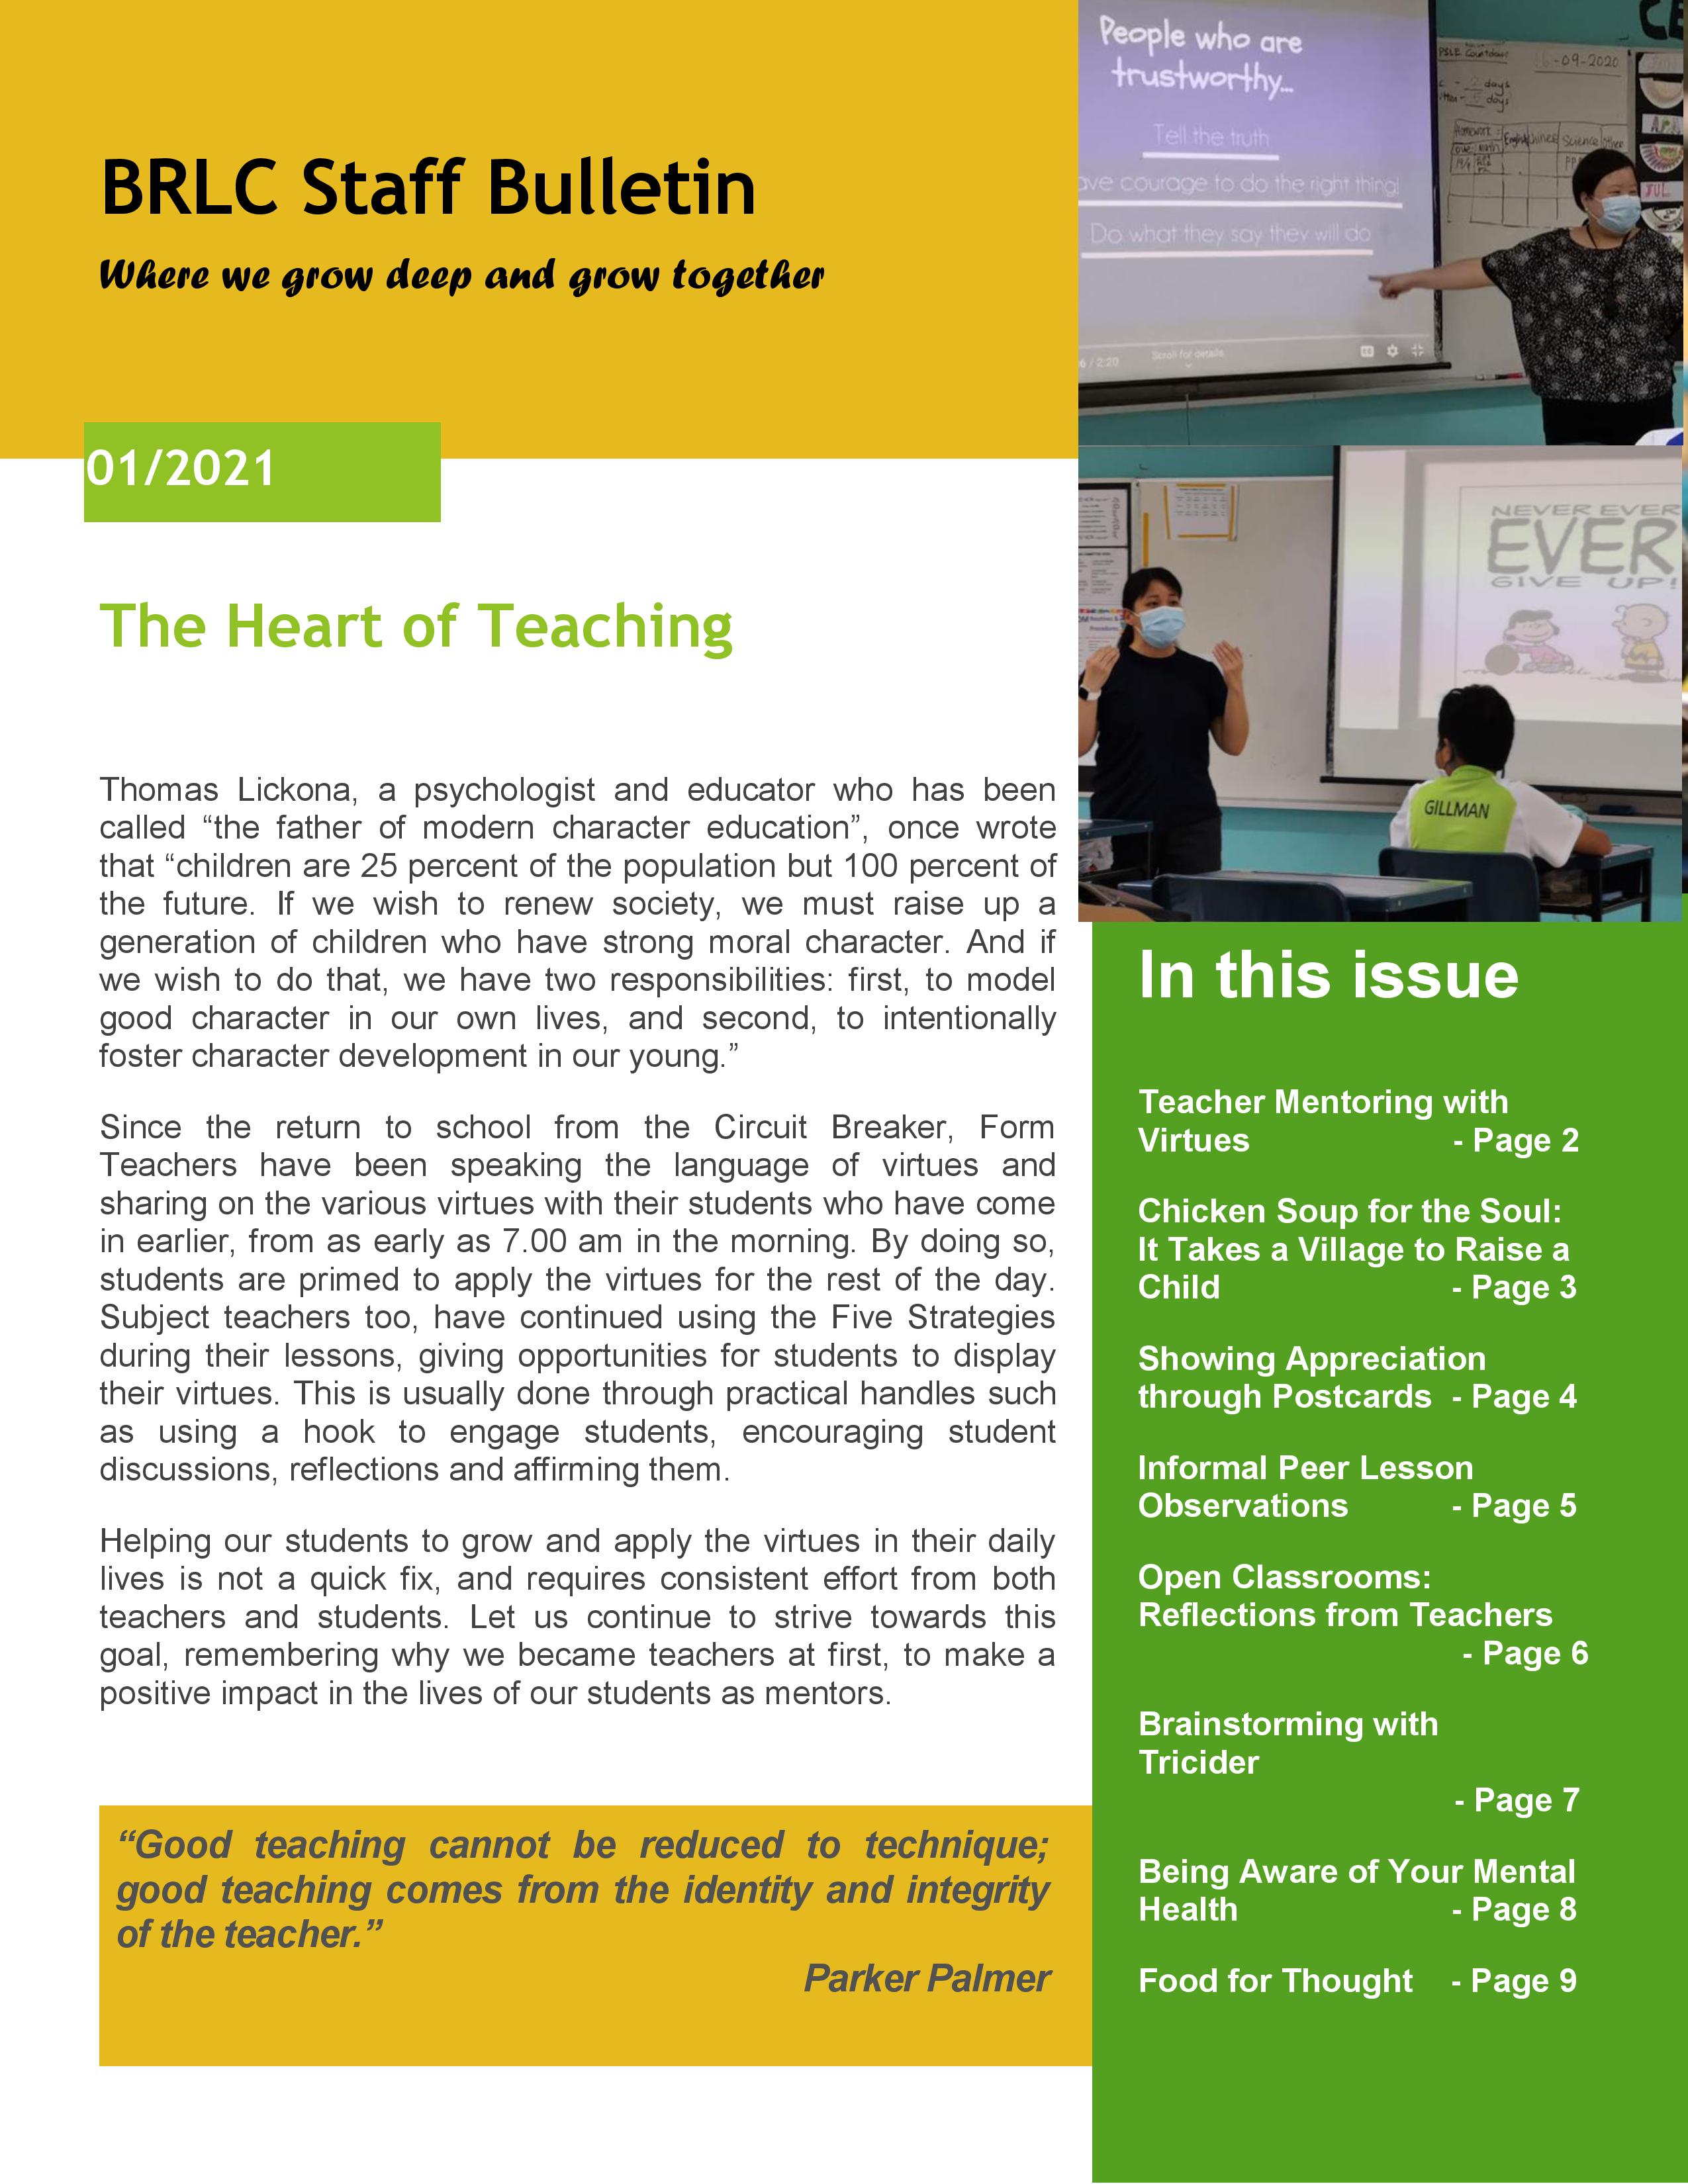 BRLC Staff Bulletin
Where we grow deep and grow together
01/2021
The Heart of Teaching
Thomas Lickona, a psychologist and educator who has been
called “the father of modern character education”, once wrote
that “children are 25 percent of the population but 100 percent of
the future. If we wish to renew society, we must raise up a
generation of children who have strong moral character. And if
we wish to do that, we have two responsibilities: first, to model
good character in our own lives, and second, to intentionally
foster character development in our young.”
Since the return to school from the Circuit Breaker, Form
Teachers have been speaking the language of virtues and
sharing on the various virtues with their students who have come
in earlier, from as early as 7.00 am in the morning. By doing so,
students are primed to apply the virtues for the rest of the day.
Subject teachers too, have continued using the Five Strategies
during their lessons, giving opportunities for students to display
their virtues. This is usually done through practical handles such
as using a hook to engage students, encouraging student
discussions, reflections and affirming them.
Helping our students to grow and apply the virtues in their daily
lives is not a quick fix, and requires consistent effort from both
teachers and students. Let us continue to strive towards this
goal, remembering why we became teachers at first, to make a
positive impact in the lives of our students as mentors.
“Good teaching cannot be reduced to technique;
good teaching comes from the identity and integrity
of the teacher.”
Parker Palmer
People who are
trustworthy...
Tell the truth
ave courage to do the right thing!
Do what they say they will do
6 / 2:20
Scroll for details
PSLE Countdown
-09-2020
days
days
Homework
English
Science
JUL
NEVER EVER
EVER
GIVE UP!
GILLMAN
In this issue
Teacher Mentoring with
Virtues - Page 2
Chicken Soup for the Soul:
It Takes a Village to Raise a
Child - Page 3
Showing Appreciation
through Postcards - Page 4
Informal Peer Lesson
Observations - Page 5
Open Classrooms:
Reflections from Teachers
- Page 6
Brainstorming with
Tricider
- Page 7
Being Aware of Your Mental
Health - Page 8
Food for Thought - Page 9